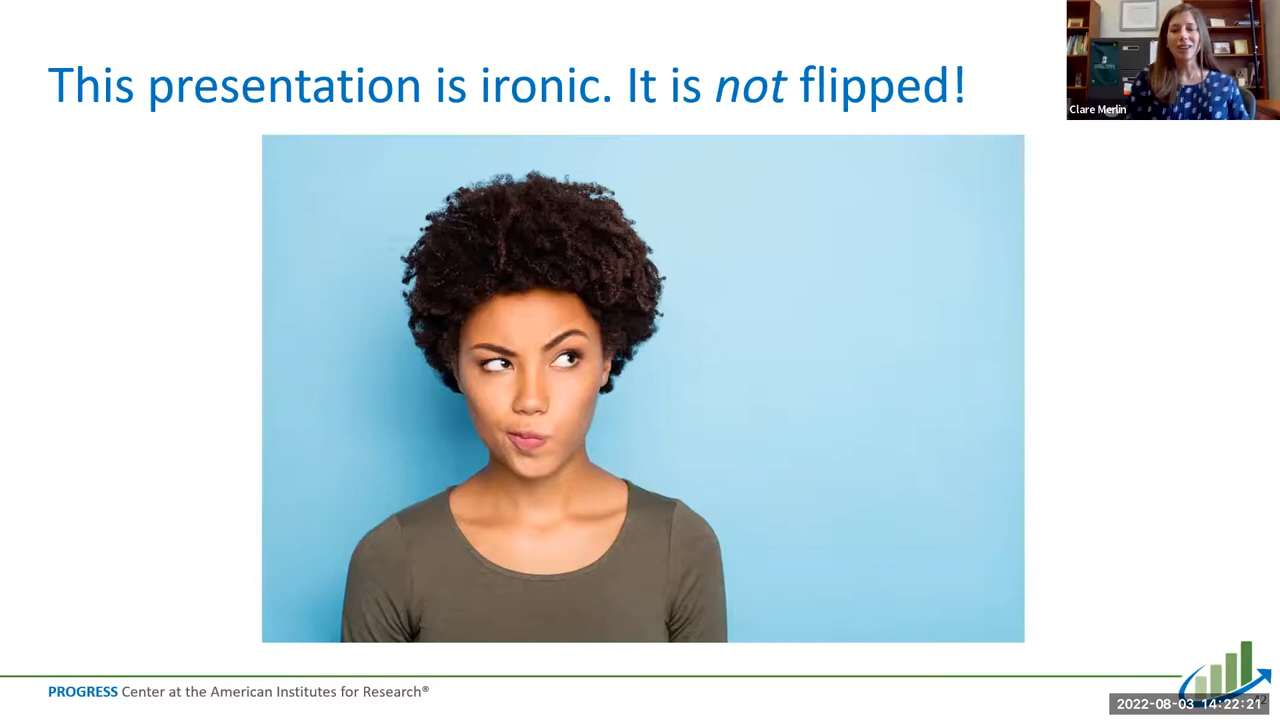 This presentation is ironic. It is not flipped!
Clare Merlin
PROGRESS Center at the American Institutes for Research®
42
2022-08-03 14:22:21